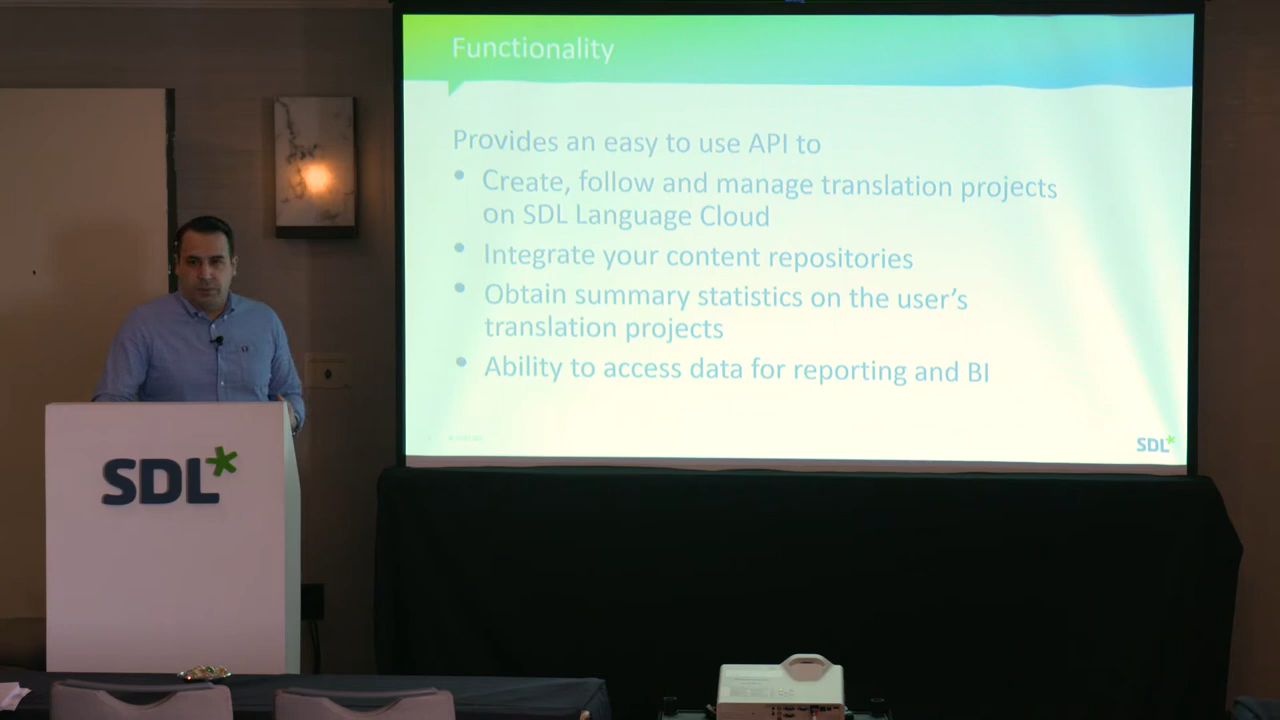 Functionality
Provides an easy to use API to
• Create, follow and manage translation projects
on SDL Language Cloud
• Integrate your content repositories
• Obtain summary statistics on the user's
translation projects
• Ability to access data for reporting and BI
SDL*
SDL*